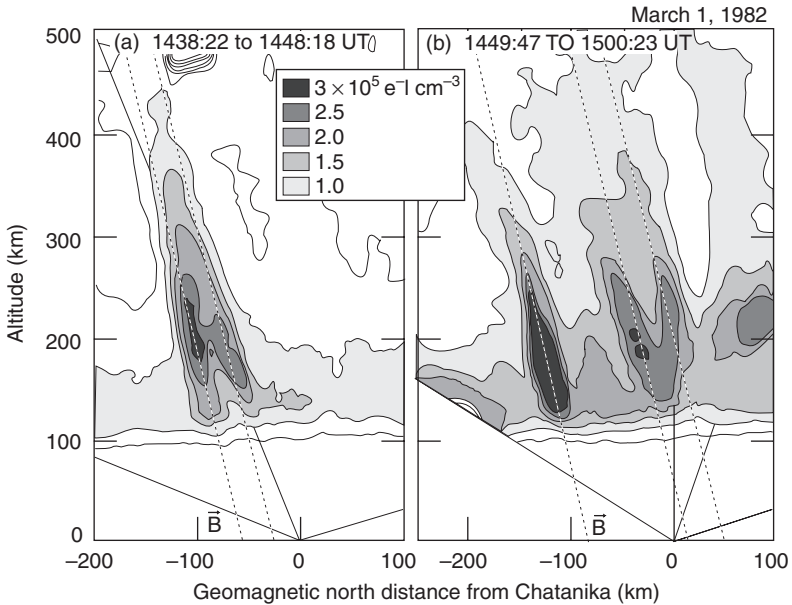 March 1, 1982
(a) 1438:22 to 1448:18 UT
(b) 1449:47 TO 1500:23 UT
3 × 10⁵ e⁻l cm⁻³
2.5
2.0
1.5
1.0
500
400
300
200
100
0
Altitude (km)
B⃗
B⃗
−200 −100 0 100
−200 −100 0 100
Geomagnetic north distance from Chatanika (km)